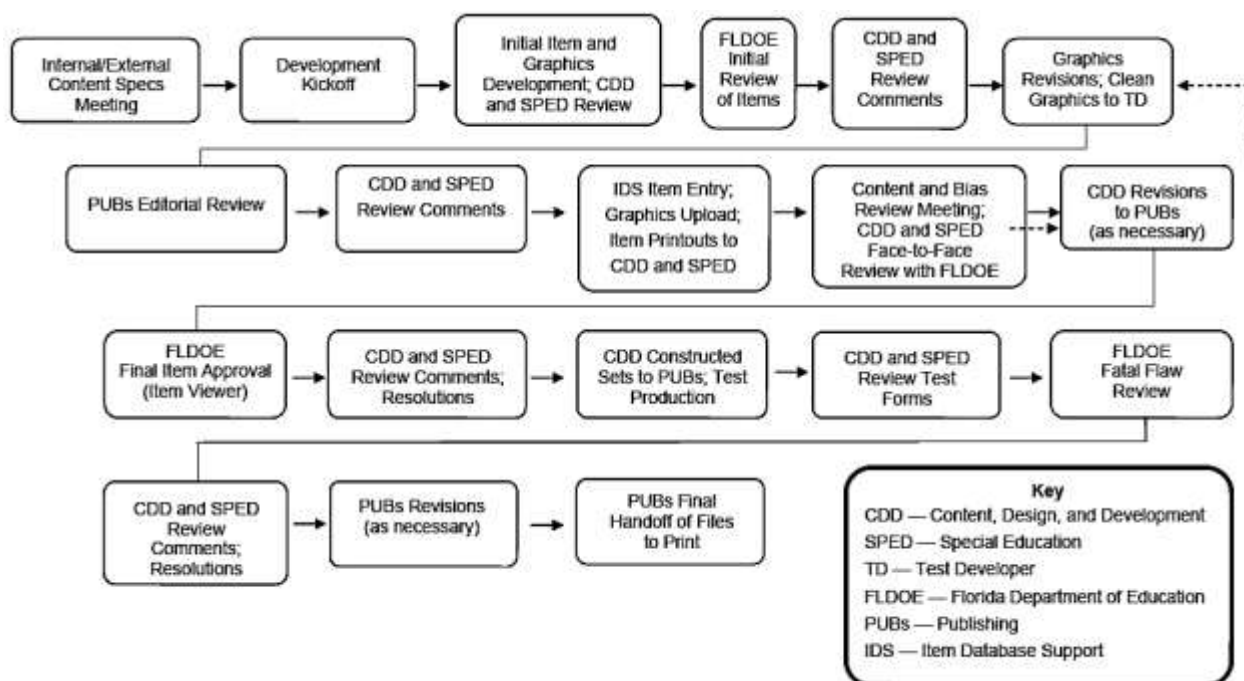 Internal/External
Content Specs
Meeting
Development
Kickoff
Initial Item and
Graphics
Development; CDD
and SPED Review
FLDOE
Initial
Review
of Items
CDD and
SPED
Review
Comments
Graphics
Revisions; Clean
Graphics to TD
PUBs Editorial Review
CDD and SPED
Review Comments
IDS Item Entry;
Graphics Upload;
Item Printouts to
CDD and SPED
Content and Bias
Review Meeting;
CDD and SPED
Face-to-Face
Review with FLDOE
CDD Revisions
to PUBs
(as necessary)
FLDOE
Final Item Approval
(Item Viewer)
CDD and SPED
Review Comments;
Resolutions
CDD Constructed
Sets to PUBs; Test
Production
CDD and SPED
Review Test
Forms
FLDOE
Fatal Flaw
Review
CDD and SPED
Review
Comments;
Resolutions
PUBs Revisions
(as necessary)
PUBs Final
Handoff of Files
to Print
Key
CDD — Content, Design, and Development
SPED — Special Education
TD — Test Developer
FLDOE — Florida Department of Education
PUBs — Publishing
IDS — Item Database Support